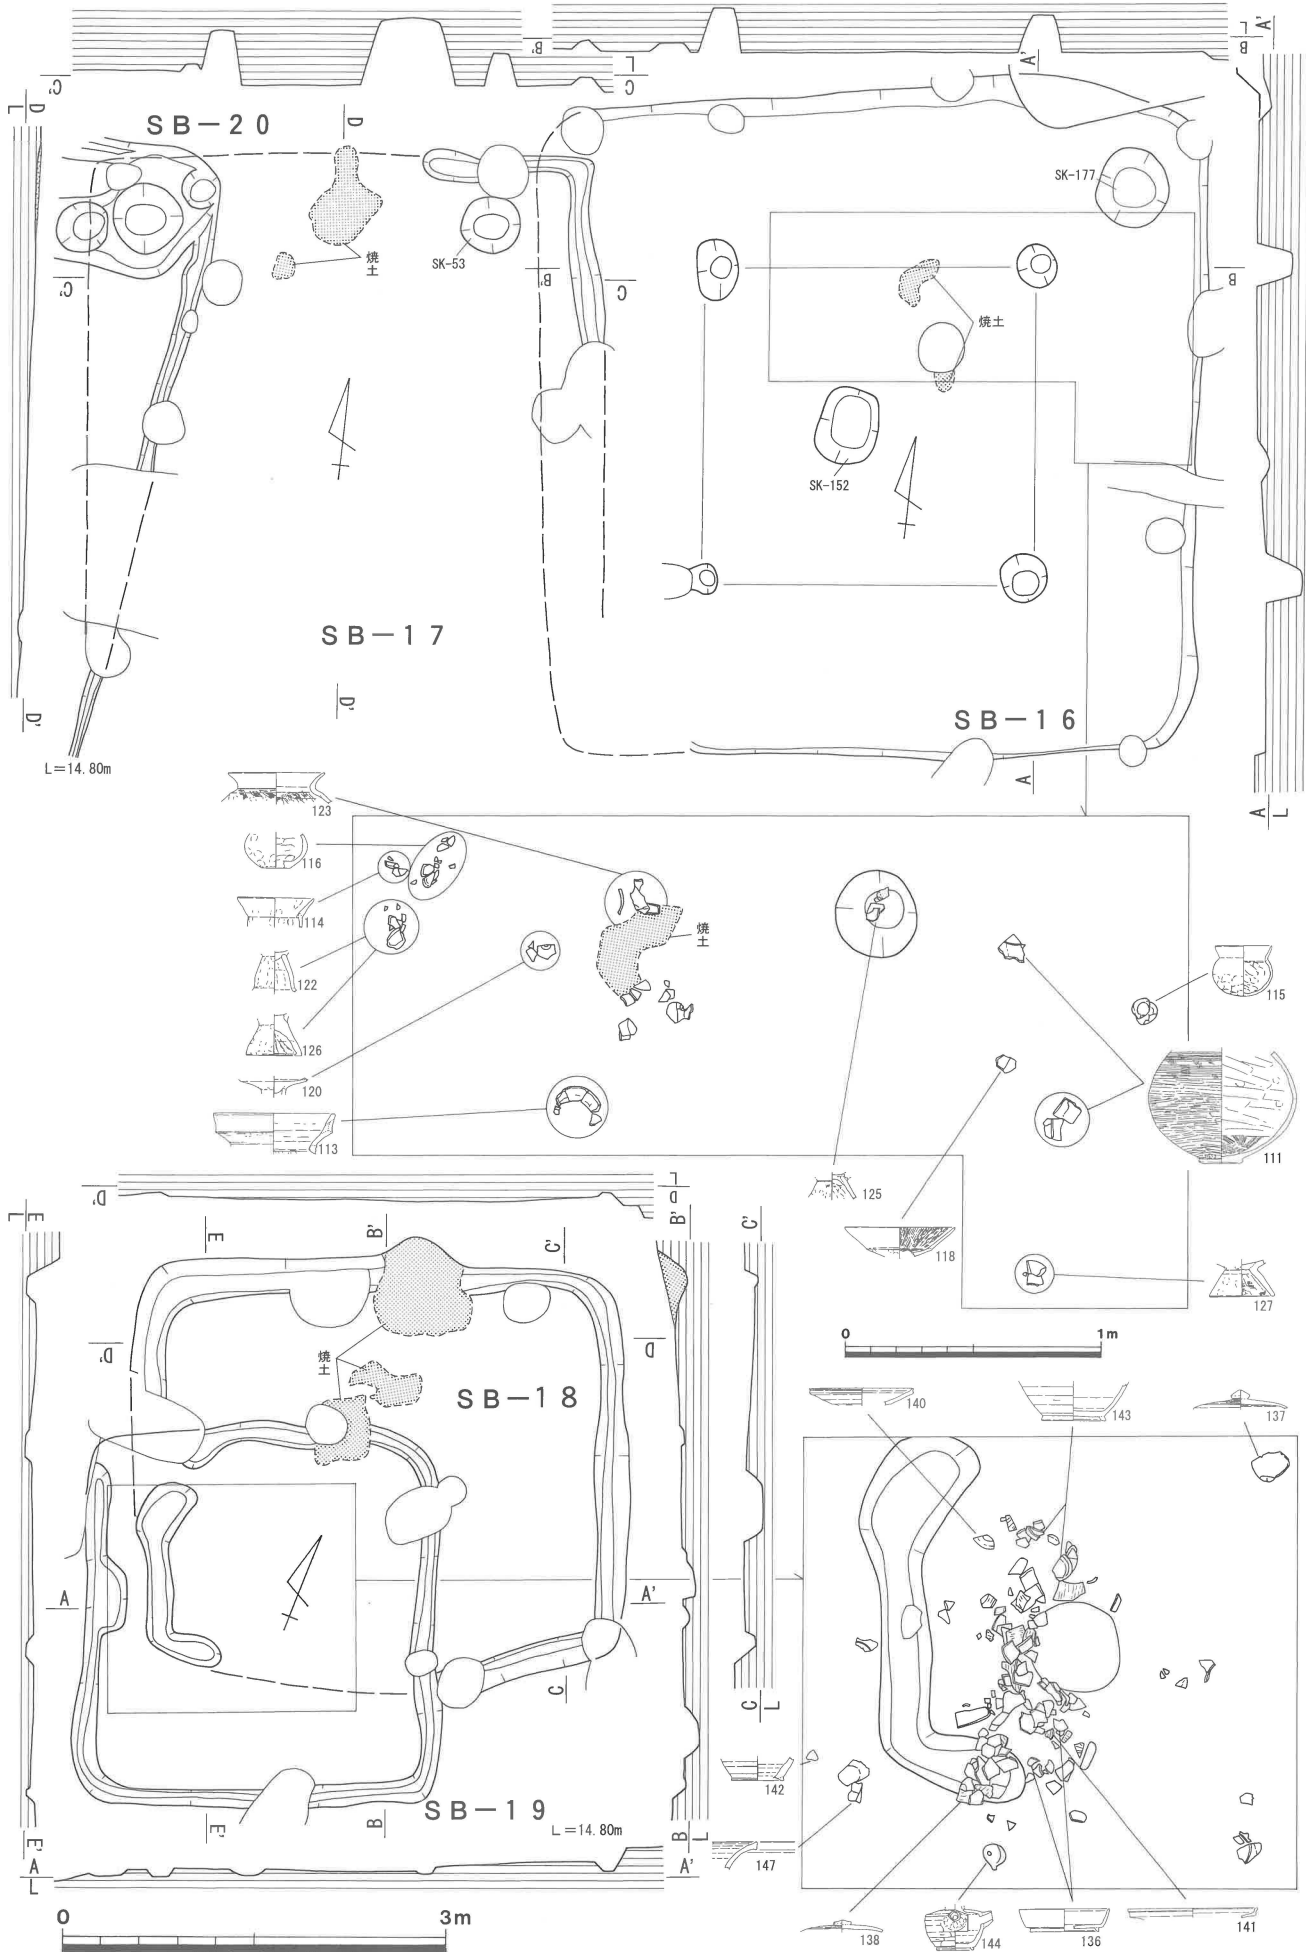 B'
L
B
A'
C'
L
C
A'
D
L
SB-20
D
SK-177
焼土
SK-53
C'
B'
C
B
焼土
SK-152
SB-17
D'
D'
SB-16
L=14.80m
A
A
L
123
116
114
焼土
122
115
126
120
113
111
125
118
127
D'
L
D
E
L
E
B'
C'
B'
C'
0 1m
D'
D
焼土
SB-18
140
143
137
A
A'
C
C
L
142
SB-19
L=14.80m
E'
E'
B
B
L
147
A
L
A'
138
144
136
141
0 3m